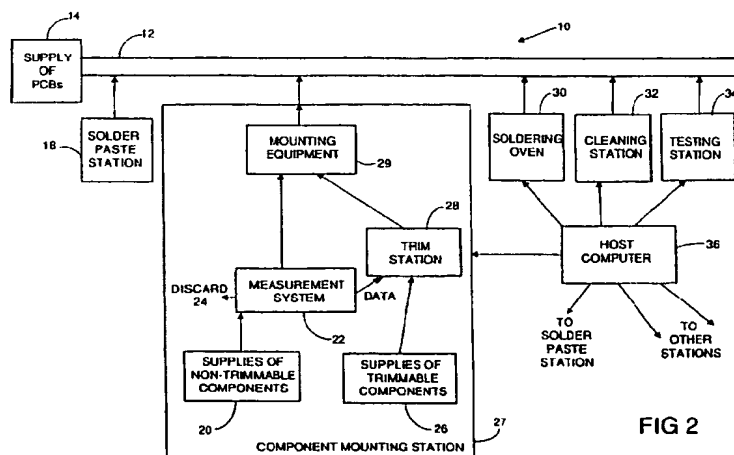 14
12
10
SUPPLY
OF
PCBs
18
SOLDER
PASTE
STATION
MOUNTING
EQUIPMENT
29
30
SOLDERING
OVEN
32
CLEANING
STATION
34
TESTING
STATION
28
TRIM
STATION
HOST
COMPUTER
36
DISCARD
24
MEASUREMENT
SYSTEM
DATA
22
TO
SOLDER
PASTE
STATION
TO
OTHER
STATIONS
SUPPLIES OF
NON-TRIMMABLE
COMPONENTS
20
SUPPLIES OF
TRIMMABLE
COMPONENTS
26
COMPONENT MOUNTING STATION
27
FIG 2